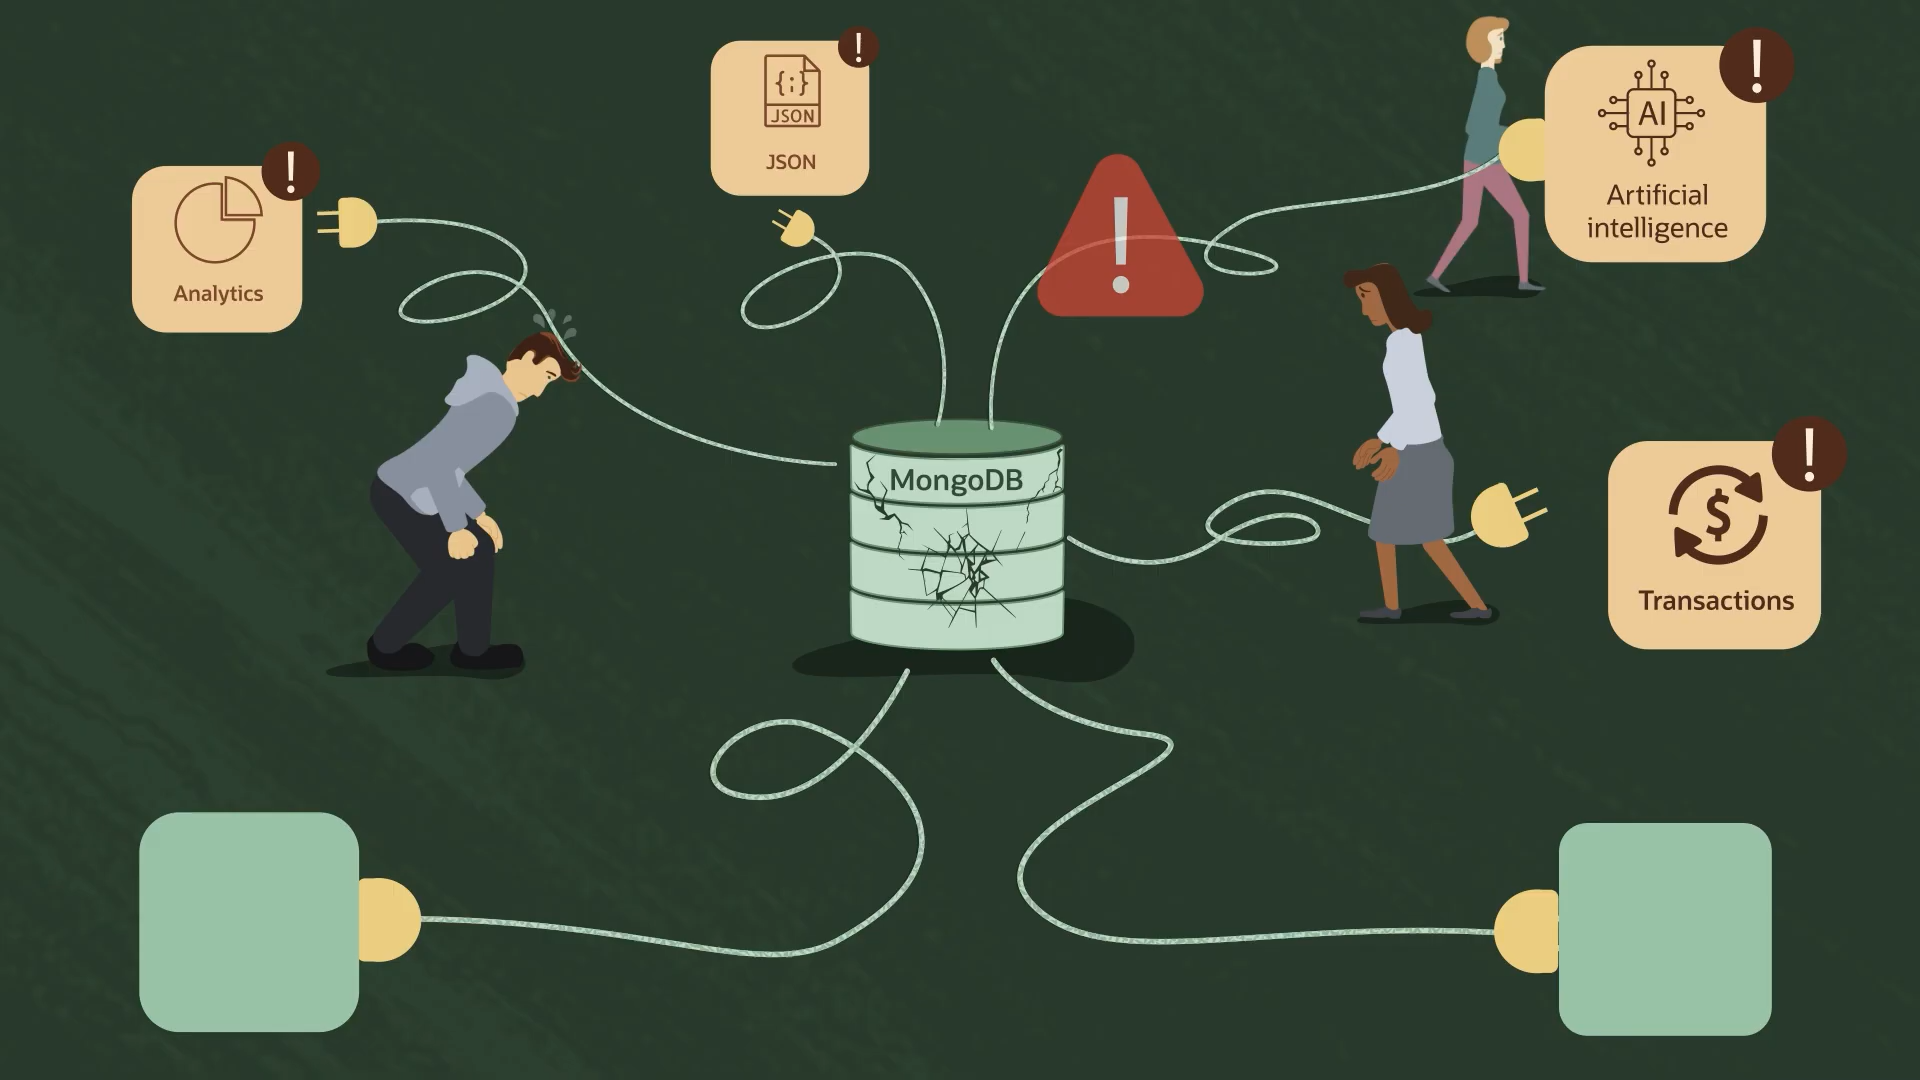 {;}
JSON
JSON
!
!
Analytics
!
AI
Artificial
intelligence
!
!
MongoDB
$
Transactions
!